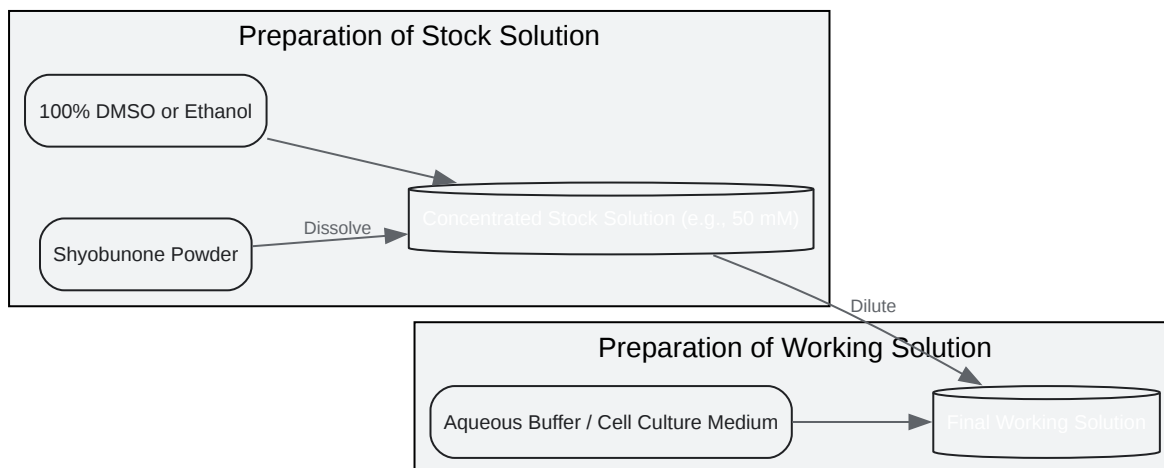 Preparation of Stock Solution
100% DMSO or Ethanol
Shyobunone Powder
Dissolve
Concentrated Stock Solution (e.g., 50 mM)
Dilute
Preparation of Working Solution
Aqueous Buffer / Cell Culture Medium
Final Working Solution